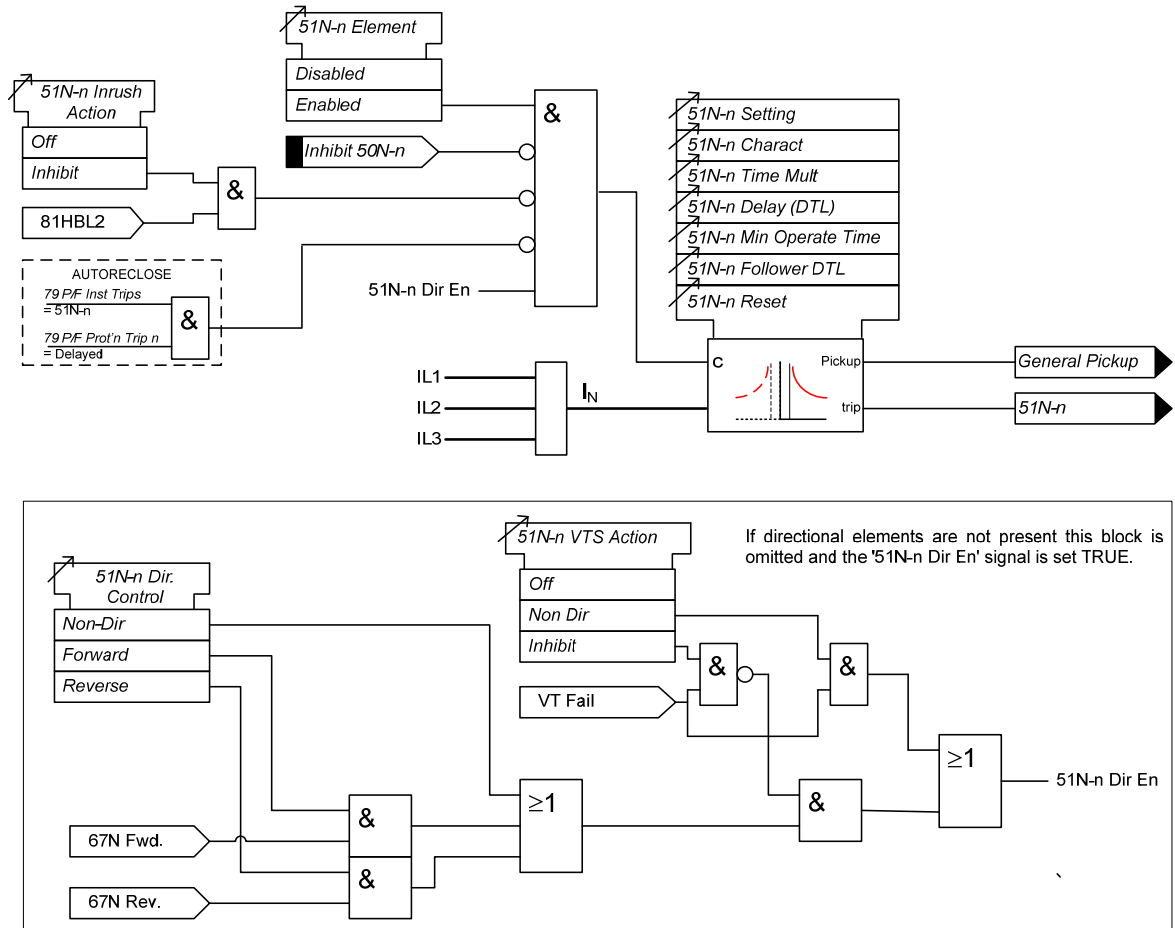 51N-n Element
Disabled
Enabled
Inhibit 50N-n
51N-n Inrush
Action
Off
Inhibit
81HBL2
&
AUTORECLOSE
79 P/F Inst Trips
= 51N-n
79 P/F Prot'n Trip n
= Delayed
&
&
51N-n Dir En
51N-n Setting
51N-n Charact
51N-n Time Mult
51N-n Delay (DTL)
51N-n Min Operate Time
51N-n Follower DTL
51N-n Reset
c
Pickup
trip
General Pickup
51N-n
IL1
IL2
IL3
IN
51N-n Dir.
Control
Non-Dir
Forward
Reverse
51N-n VTS Action
Off
Non Dir
Inhibit
VT Fail
If directional elements are not present this block is
omitted and the '51N-n Dir En' signal is set TRUE.
&
&
≥1
51N-n Dir En
67N Fwd.
67N Rev.
&
&
≥1
&